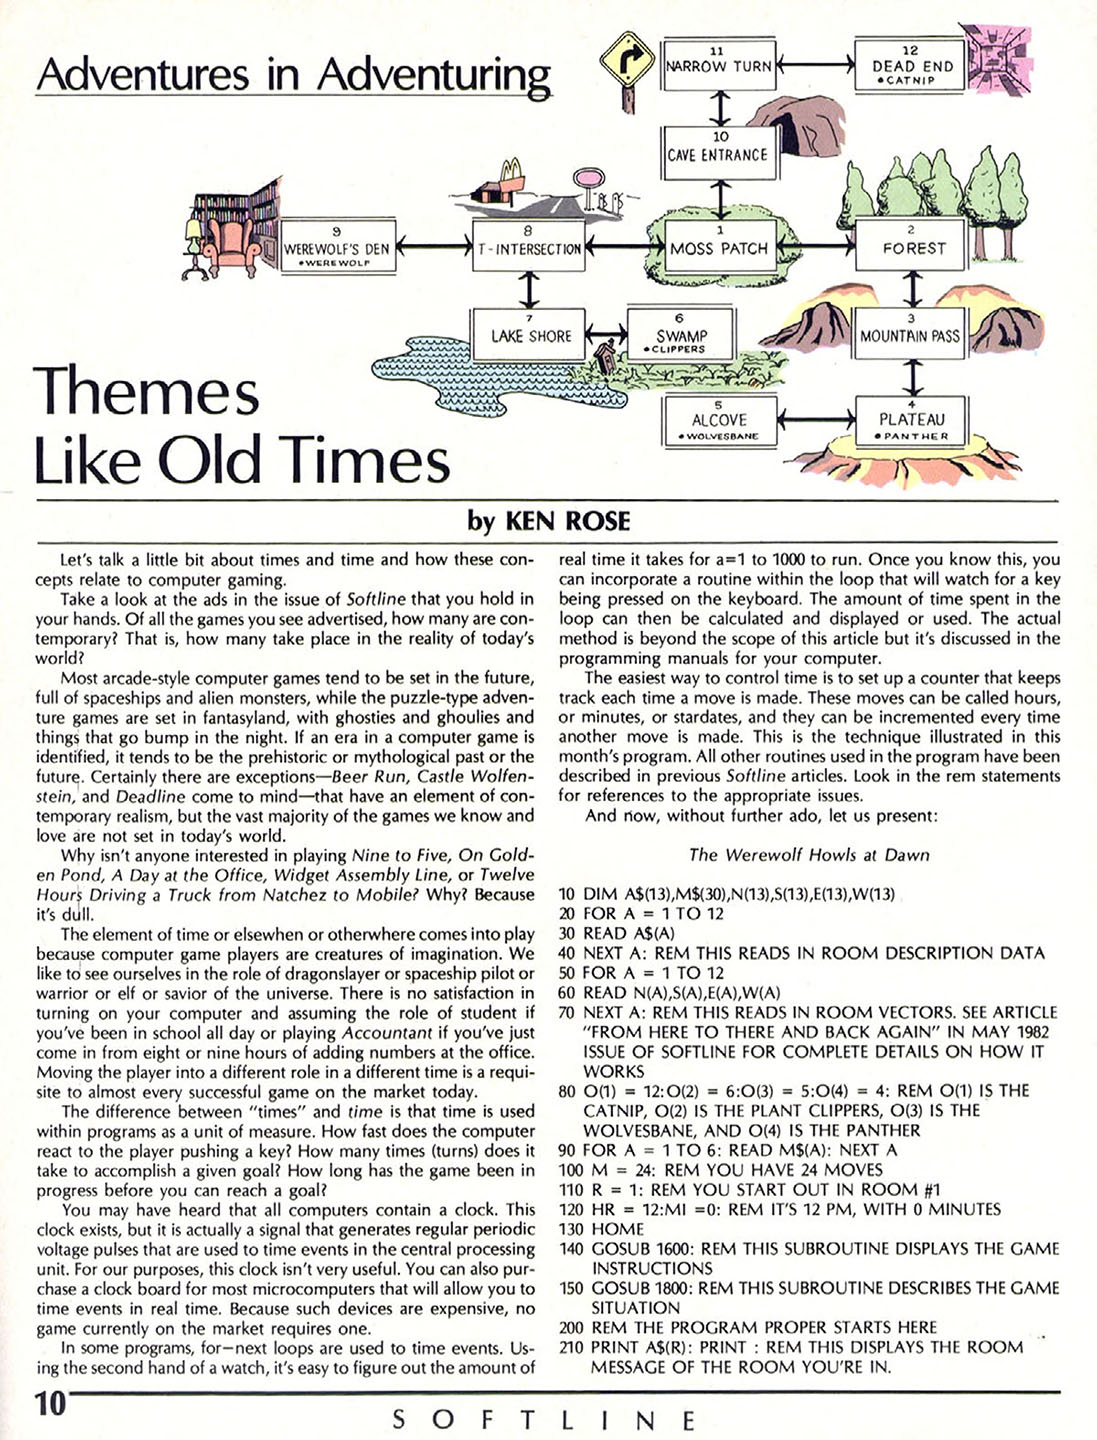 Adventures in Adventuring
11
NARROW TURN
12
DEAD END
•CATNIP
10
CAVE ENTRANCE
9
WEREWOLF'S DEN
•WEREWOLF
8
T-INTERSECTION
1
MOSS PATCH
2
FOREST
7
LAKE SHORE
6
SWAMP
•CLIPPERS
3
MOUNTAIN PASS
5
ALCOVE
•WOLVESBANE
4
PLATEAU
•PANTHER
Themes
Like Old Times
by KEN ROSE
Let's talk a little bit about times and time and how these con-
cepts relate to computer gaming.
Take a look at the ads in the issue of Softline that you hold in
your hands. Of all the games you see advertised, how many are con-
temporary? That is, how many take place in the reality of today's
world?
Most arcade-style computer games tend to be set in the future,
full of spaceships and alien monsters, while the puzzle-type adven-
ture games are set in fantasyland, with ghosties and ghoulies and
things that go bump in the night. If an era in a computer game is
identified, it tends to be the prehistoric or mythological past or the
future. Certainly there are exceptions—Beer Run, Castle Wolfen-
stein, and Deadline come to mind—that have an element of con-
temporary realism, but the vast majority of the games we know and
love are not set in today's world.
Why isn't anyone interested in playing Nine to Five, On Gold-
en Pond, A Day at the Office, Widget Assembly Line, or Twelve
Hours Driving a Truck from Natchez to Mobile? Why? Because
it's dull.
The element of time or elsewhen or otherwhere comes into play
because computer game players are creatures of imagination. We
like to see ourselves in the role of dragonslayer or spaceship pilot or
warrior or elf or savior of the universe. There is no satisfaction in
turning on your computer and assuming the role of student if
you've been in school all day or playing Accountant if you've just
come in from eight or nine hours of adding numbers at the office.
Moving the player into a different role in a different time is a requi-
site to almost every successful game on the market today.
The difference between "times" and time is that time is used
within programs as a unit of measure. How fast does the computer
react to the player pushing a key? How many times (turns) does it
take to accomplish a given goal? How long has the game been in
progress before you can reach a goal?
You may have heard that all computers contain a clock. This
clock exists, but it is actually a signal that generates regular periodic
voltage pulses that are used to time events in the central processing
unit. For our purposes, this clock isn't very useful. You can also pur-
chase a clock board for most microcomputers that will allow you to
time events in real time. Because such devices are expensive, no
game currently on the market requires one.
In some programs, for—next loops are used to time events. Us-
ing the second hand of a watch, it's easy to figure out the amount of
real time it takes for a=1 to 1000 to run. Once you know this, you
can incorporate a routine within the loop that will watch for a key
being pressed on the keyboard. The amount of time spent in the
loop can then be calculated and displayed or used. The actual
method is beyond the scope of this article but it's discussed in the
programming manuals for your computer.
The easiest way to control time is to set up a counter that keeps
track each time a move is made. These moves can be called hours,
or minutes, or stardates, and they can be incremented every time
another move is made. This is the technique illustrated in this
month's program. All other routines used in the program have been
described in previous Softline articles. Look in the rem statements
for references to the appropriate issues.
And now, without further ado, let us present:
The Werewolf Howls at Dawn
10 DIM A$(13),M$(30),N(13),S(13),E(13),W(13)
20 FOR A = 1 TO 12
30 READ A$(A)
40 NEXT A: REM THIS READS IN ROOM DESCRIPTION DATA
50 FOR A = 1 TO 12
60 READ N(A),S(A),E(A),W(A)
70 NEXT A: REM THIS READS IN ROOM VECTORS. SEE ARTICLE
"FROM HERE TO THERE AND BACK AGAIN" IN MAY 1982
ISSUE OF SOFTLINE FOR COMPLETE DETAILS ON HOW IT
WORKS
80 O(1) = 12:O(2) = 6:O(3) = 5:O(4) = 4: REM O(1) IS THE
CATNIP, O(2) IS THE PLANT CLIPPERS, O(3) IS THE
WOLVESBANE, AND O(4) IS THE PANTHER
90 FOR A = 1 TO 6: READ M$(A): NEXT A
100 M = 24: REM YOU HAVE 24 MOVES
110 R = 1: REM YOU START OUT IN ROOM #1
120 HR = 12:MI =0: REM IT'S 12 PM, WITH 0 MINUTES
130 HOME
140 GOSUB 1600: REM THIS SUBROUTINE DISPLAYS THE GAME
INSTRUCTIONS
150 GOSUB 1800: REM THIS SUBROUTINE DESCRIBES THE GAME
SITUATION
200 REM THE PROGRAM PROPER STARTS HERE
210 PRINT A$(R): PRINT : REM THIS DISPLAYS THE ROOM
MESSAGE OF THE ROOM YOU'RE IN.
10
SOFTLINE